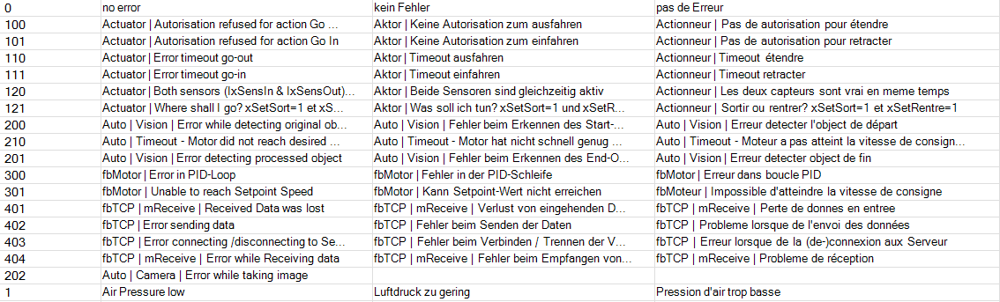 0 no error kein Fehler pas de Erreur
100 Actuator | Autorisation refused for action Go ... Aktor | Keine Autorisation zum ausfahren Actionneur | Pas de autorisation pour étendre
101 Actuator | Autorisation refused for action Go In Aktor | Keine Autorisation zum einfahren Actionneur | Pas de autorisation pour retracter
110 Actuator | Error timeout go-out Aktor | Timeout ausfahren Actionneur | Timeout étendre
111 Actuator | Error timeout go-in Aktor | Timeout einfahren Actionneur | Timeout retracter
120 Actuator | Both sensors (IxSensIn & IxSensOut)... Aktor | Beide Sensoren sind gleichzeitig aktiv Actionneur | Les deux capteurs sont vrai en meme temps
121 Actuator | Where shall I go? xSetSort=1 et xS... Aktor | Was soll ich tun? xSetSort=1 und xSetR... Actionneur | Sortir ou rentrer? xSetSort=1 et xSetRentre=1
200 Auto | Vision | Error while detecting original ob... Auto | Vision | Fehler beim Erkennen des Start-... Auto | Vision | Erreur detecter l'object de départ
210 Auto | Timeout - Motor did not reach desired ... Auto | Timeout - Motor hat nicht schnell genug ... Auto | Timeout - Moteur a pas atteint la vitesse de consign...
201 Auto | Vision | Error detecting processed object Auto | Vision | Fehler beim Erkennen des End-O... Auto | Vision | Erreur detecter object de fin
300 fbMotor | Error in PID-Loop fbMotor | Fehler in der PID-Schleife fbMotor | Erreur dans boucle PID
301 fbMotor | Unable to reach Setpoint Speed fbMotor | Kann Setpoint-Wert nicht erreichen fbMoteur | Impossible d'atteindre la vitesse de consigne
401 fbTCP | mReceive | Received Data was lost fbTCP | mReceive | Verlust von eingehenden D... fbTCP | mReceive | Perte de donnes en entree
402 fbTCP | Error sending data fbTCP | Fehler beim Senden der Daten fbTCP | Probleme lorsque de l'envoi des données
403 fbTCP | Error connecting /disconnecting to Se... fbTCP | Fehler beim Verbinden / Trennen der V... fbTCP | Erreur lorsque de la (de-)connexion aux Serveur
404 fbTCP | mReceive | Error while Receiving data fbTCP | mReceive | Fehler beim Empfangen von... fbTCP | mReceive | Probleme de réception
202 Auto | Camera | Error while taking image
1 Air Pressure low Luftdruck zu gering Pression d'air trop basse